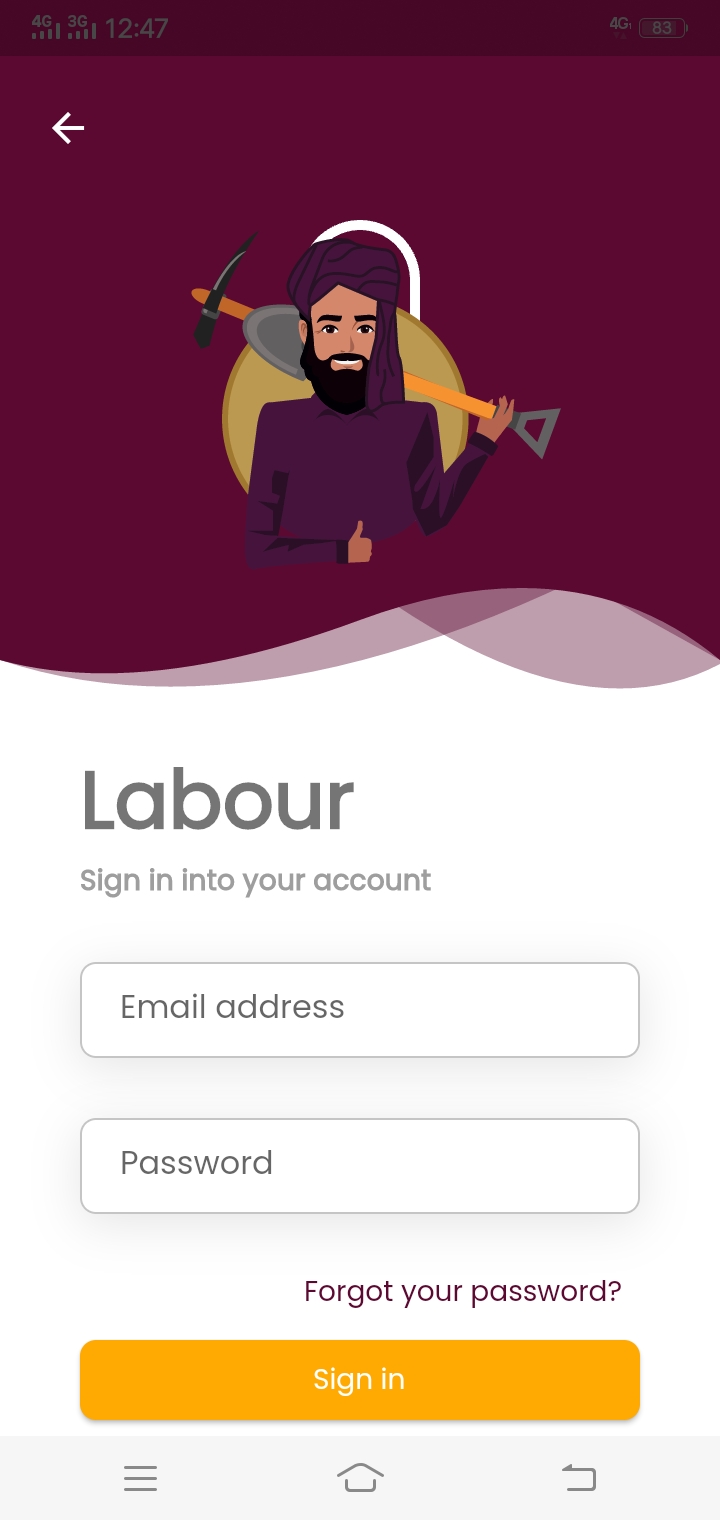 4G 3G 12:47 4G 83
Labour
Sign in into your account
Email address
Password
Forgot your password?
Sign in